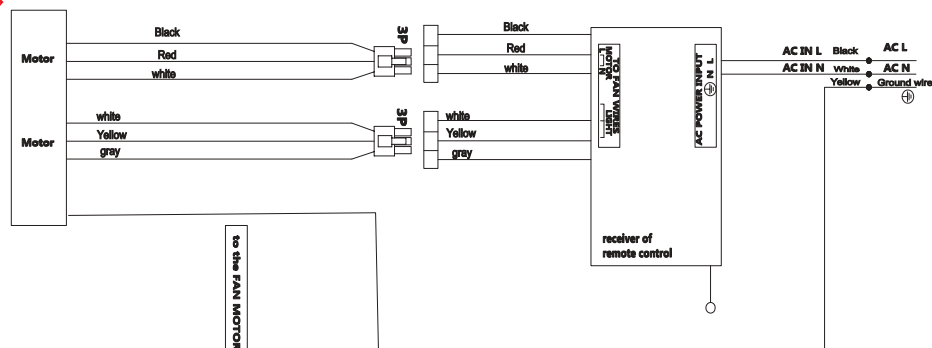 Black
Red
white
3P
Motor
white
Yellow
gray
3P
Motor
Black
Red
white
white
Yellow
gray
TO FAN WIRES
MOTOR
L N
LIGHT
AC POWER INPUT
N L
receiver of
remote control
AC IN L Black AC L
AC IN N White AC N
Yellow Ground wire
to the FAN MOTOR